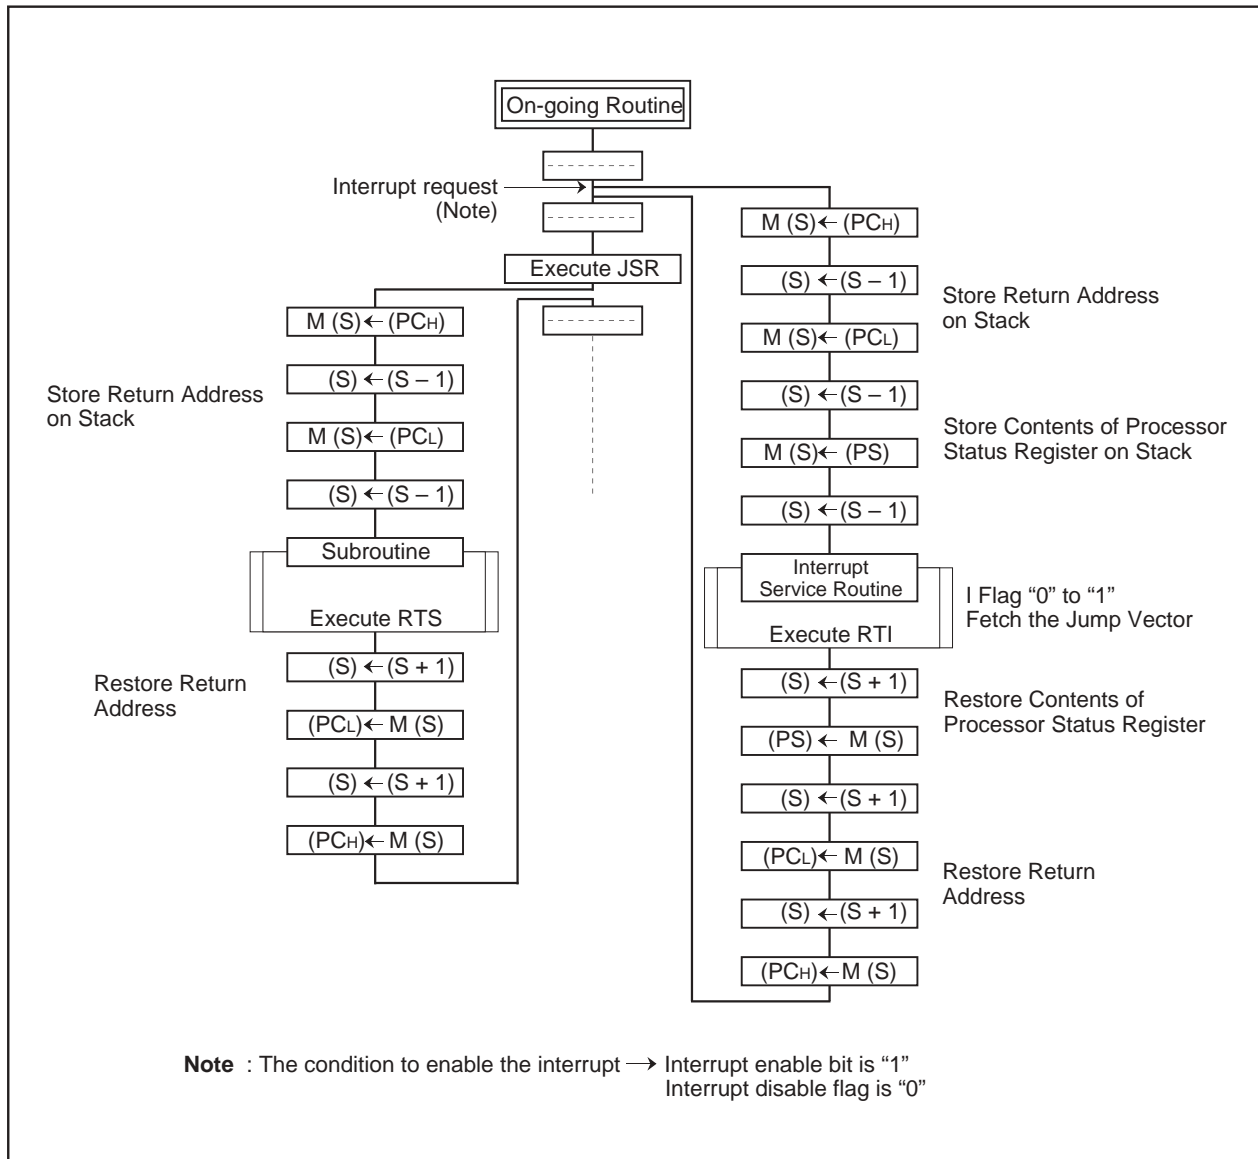 On-going Routine
Interrupt request
(Note)
Execute JSR
M (S) ← (PCH)
(S) ← (S – 1)
M (S) ← (PCL)
(S) ← (S – 1)
Store Return Address
on Stack
Subroutine
Execute RTS
(S) ← (S + 1)
(PCL) ← M (S)
(S) ← (S + 1)
(PCH) ← M (S)
Restore Return
Address
M (S) ← (PCH)
(S) ← (S – 1)
M (S) ← (PCL)
(S) ← (S – 1)
M (S) ← (PS)
(S) ← (S – 1)
Store Return Address
on Stack
Store Contents of Processor
Status Register on Stack
Interrupt
Service Routine
Execute RTI
I Flag “0” to “1”
Fetch the Jump Vector
(S) ← (S + 1)
(PS) ← M (S)
(S) ← (S + 1)
(PCL) ← M (S)
(S) ← (S + 1)
(PCH) ← M (S)
Restore Contents of
Processor Status Register
Restore Return
Address
Note : The condition to enable the interrupt → Interrupt enable bit is “1”
Interrupt disable flag is “0”